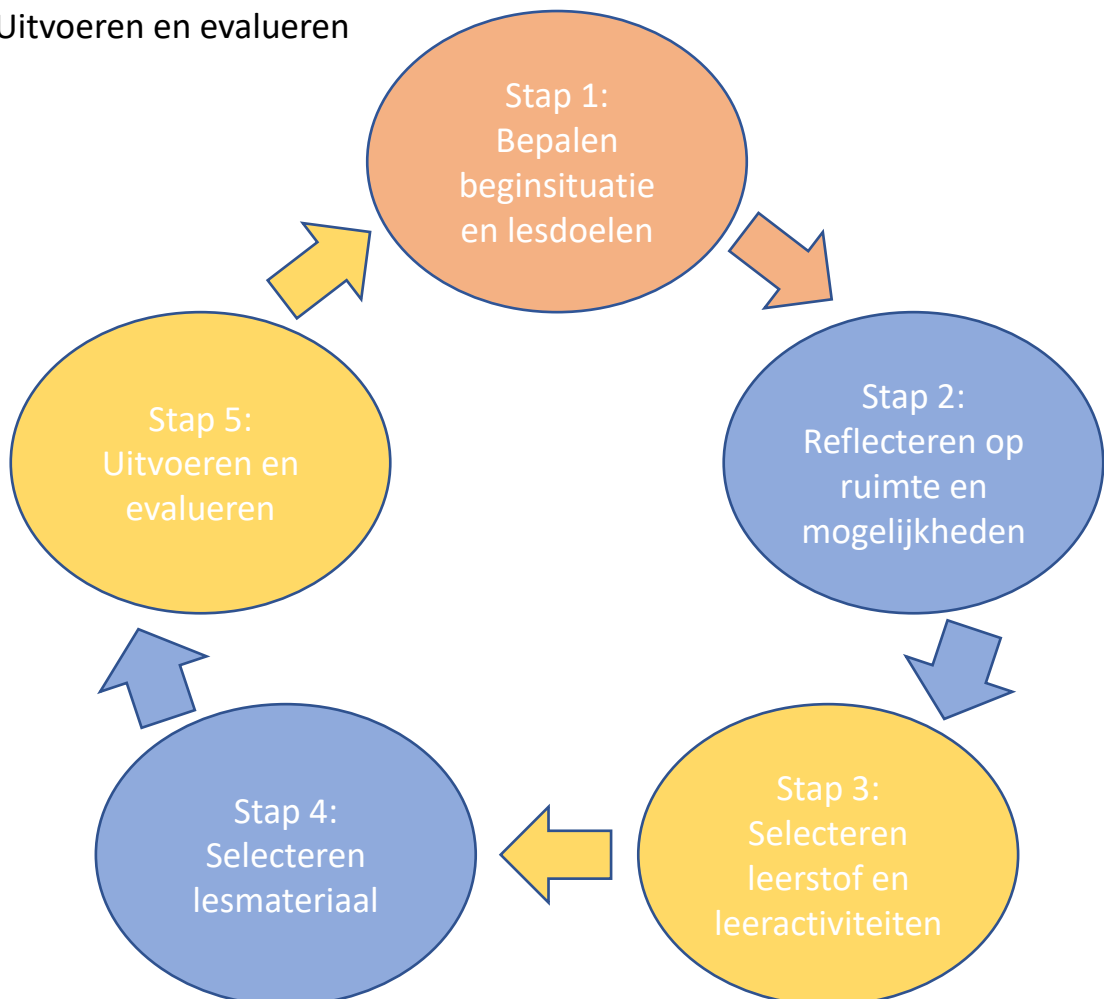 Uitvoeren en evalueren
Stap 1:
Bepalen
beginsituatie
en lesdoelen
Stap 2:
Reflecteren op
ruimte en
mogelijkheden
Stap 3:
Selecteren
leerstof en
leeractiviteiten
Stap 4:
Selecteren
lesmateriaal
Stap 5:
Uitvoeren en
evalueren